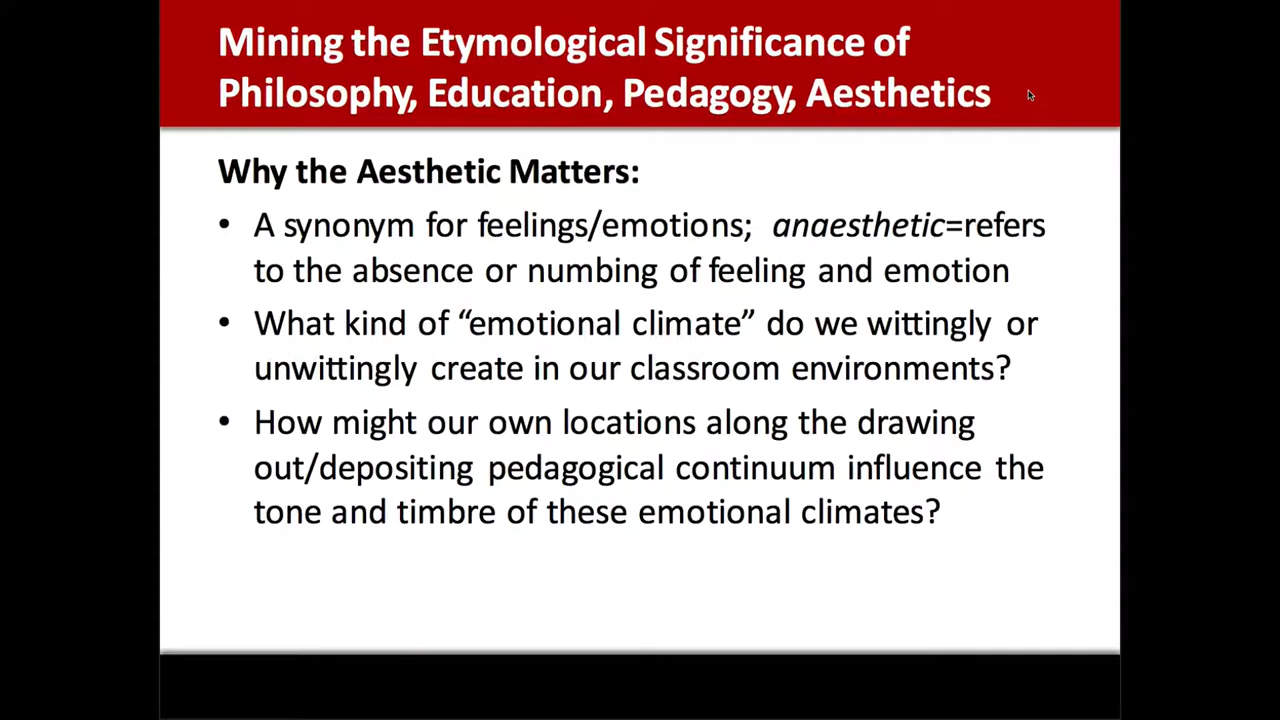 Mining the Etymological Significance of
Philosophy, Education, Pedagogy, Aesthetics
Why the Aesthetic Matters:
• A synonym for feelings/emotions; anaesthetic=refers
to the absence or numbing of feeling and emotion
• What kind of “emotional climate” do we wittingly or
unwittingly create in our classroom environments?
• How might our own locations along the drawing
out/depositing pedagogical continuum influence the
tone and timbre of these emotional climates?